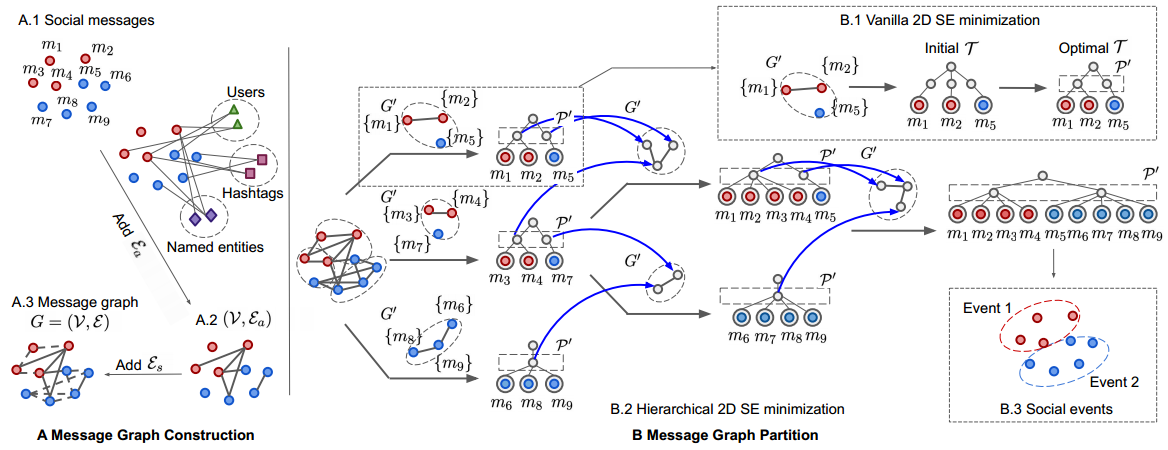 A.1 Social messages
m1
m2
m3
m4
m5
m6
m7
m8
m9
Users
Hashtags
Named entities
Add ℰa
A.3 Message graph
G = (𝒱, ℰ)
A.2 (𝒱, ℰa)
Add ℰs
A Message Graph Construction
G′
{m1}
{m2}
{m5}
𝒫′
m1 m2 m5
G′
B.1 Vanilla 2D SE minimization
G′
{m1}
{m2}
{m5}
Initial 𝒯
m1 m2 m5
Optimal 𝒯
𝒫′
m1 m2 m5
G′
{m3}
{m4}
{m7}
𝒫′
m3 m4 m7
G′
G′
{m6}
{m8}
{m9}
𝒫′
m6 m8 m9
𝒫′
G′
m1 m2 m3 m4 m5
𝒫′
m6 m7 m8 m9
𝒫′
m1 m2 m3 m4 m5 m6 m7 m8 m9
Event 1
Event 2
B.3 Social events
B.2 Hierarchical 2D SE minimization
B Message Graph Partition